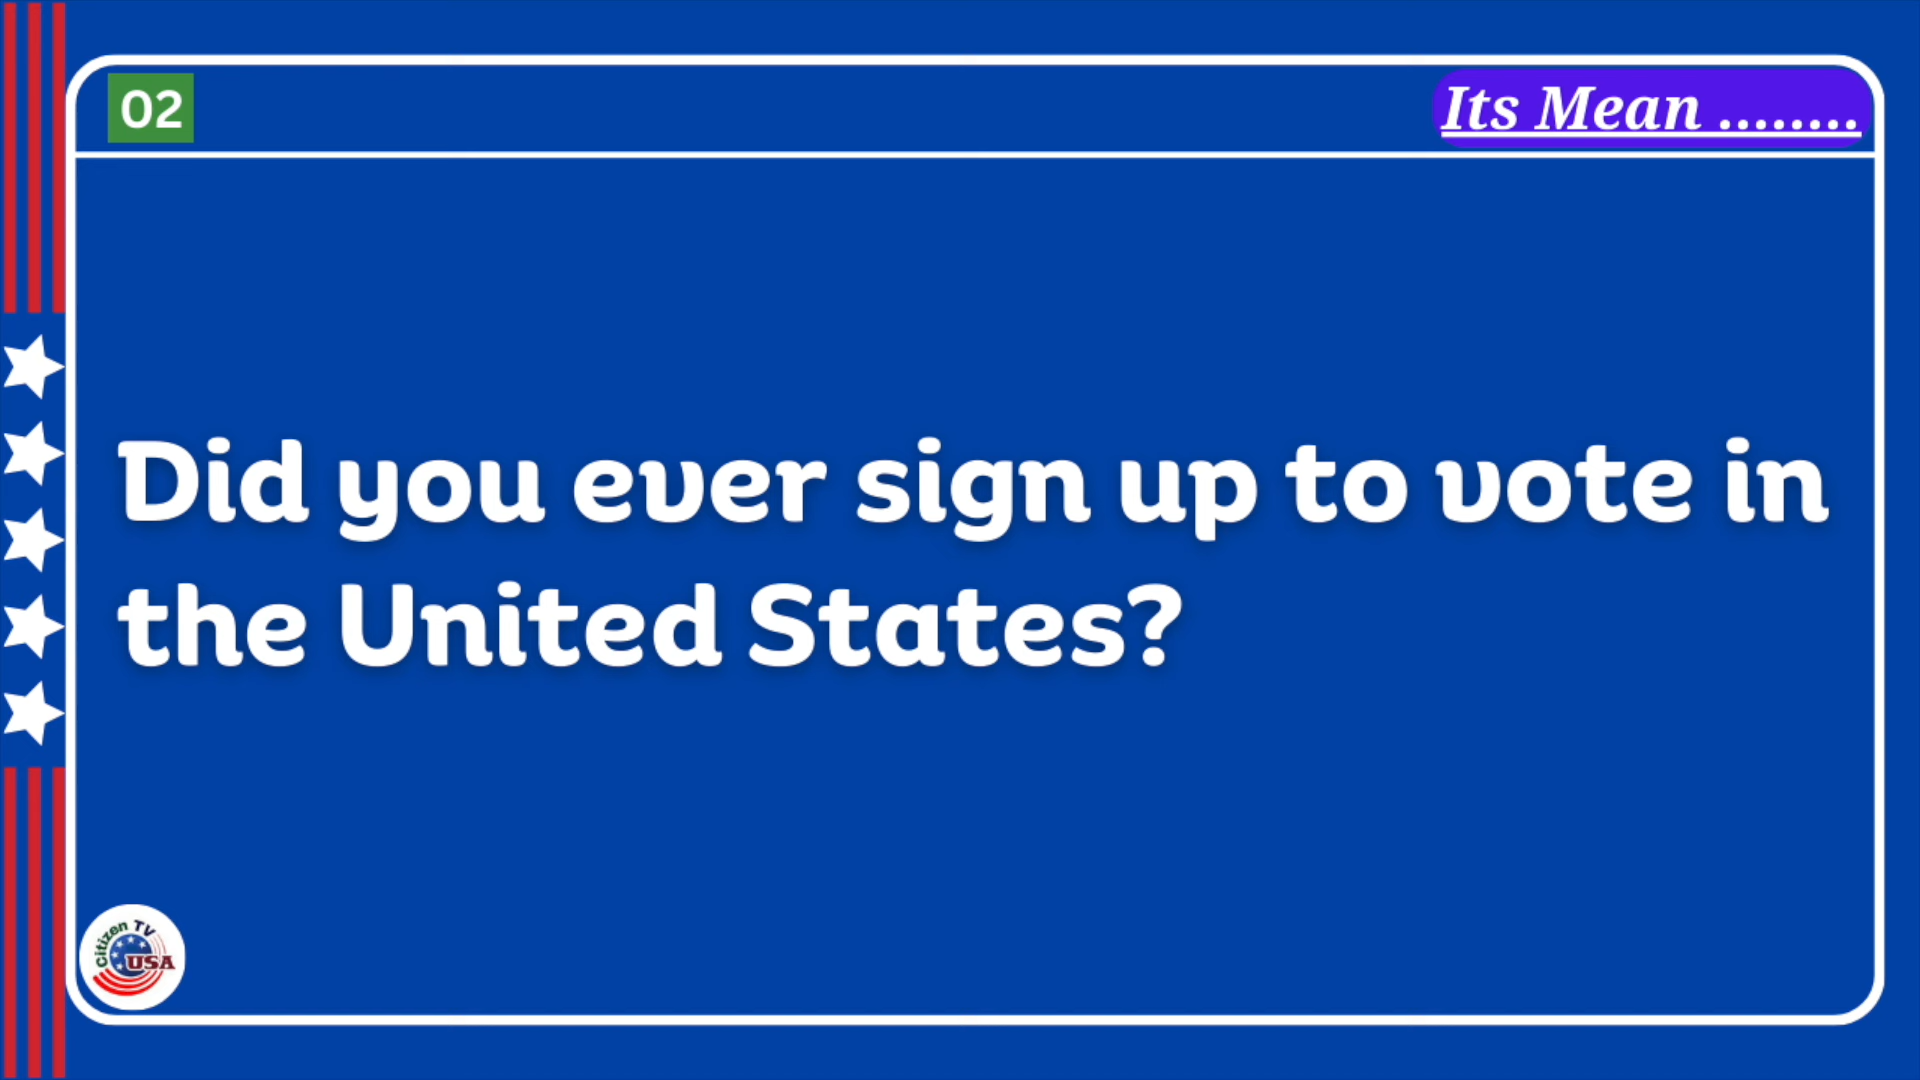 02
Its Mean ........
Did you ever sign up to vote in
the United States?
Citizen TV
USA